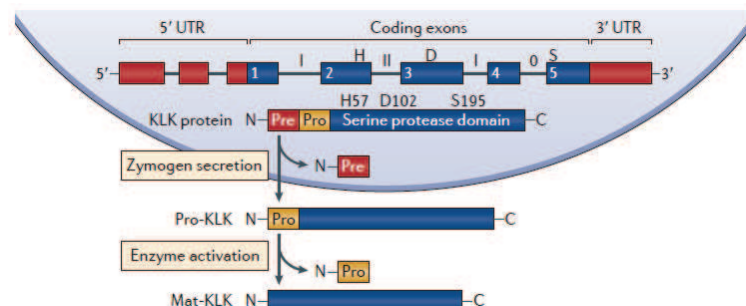 5′ UTR Coding exons 3′ UTR
I H II D I 0 S
5′ 1 2 3 4 5 3′
H57 D102 S195
KLK protein N Pre Pro Serine protease domain C
Zymogen secretion N Pre
Pro-KLK N Pro C
Enzyme activation N Pro
Mat-KLK N C